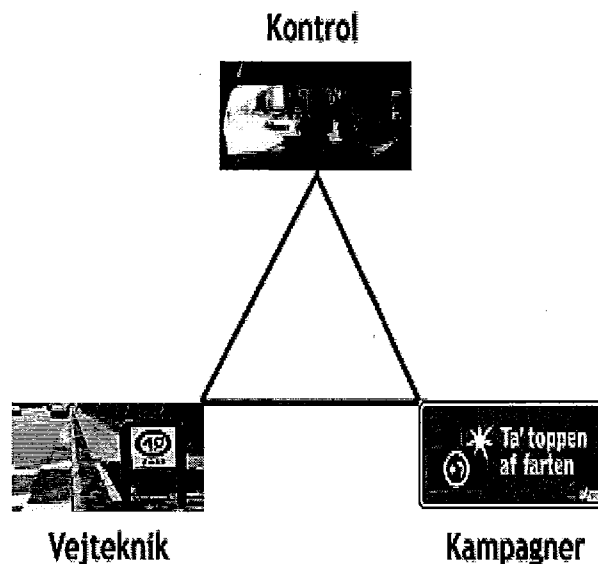 Kontrol
Ta' toppen
af farten
Vejteknik
Kampagner